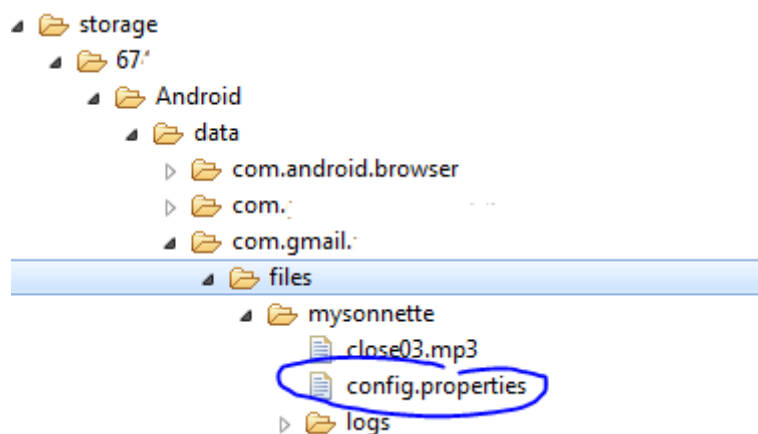 storage
67
Android
data
com.android.browser
com.
com.gmail.
files
mysonnette
close03.mp3
config.properties
logs